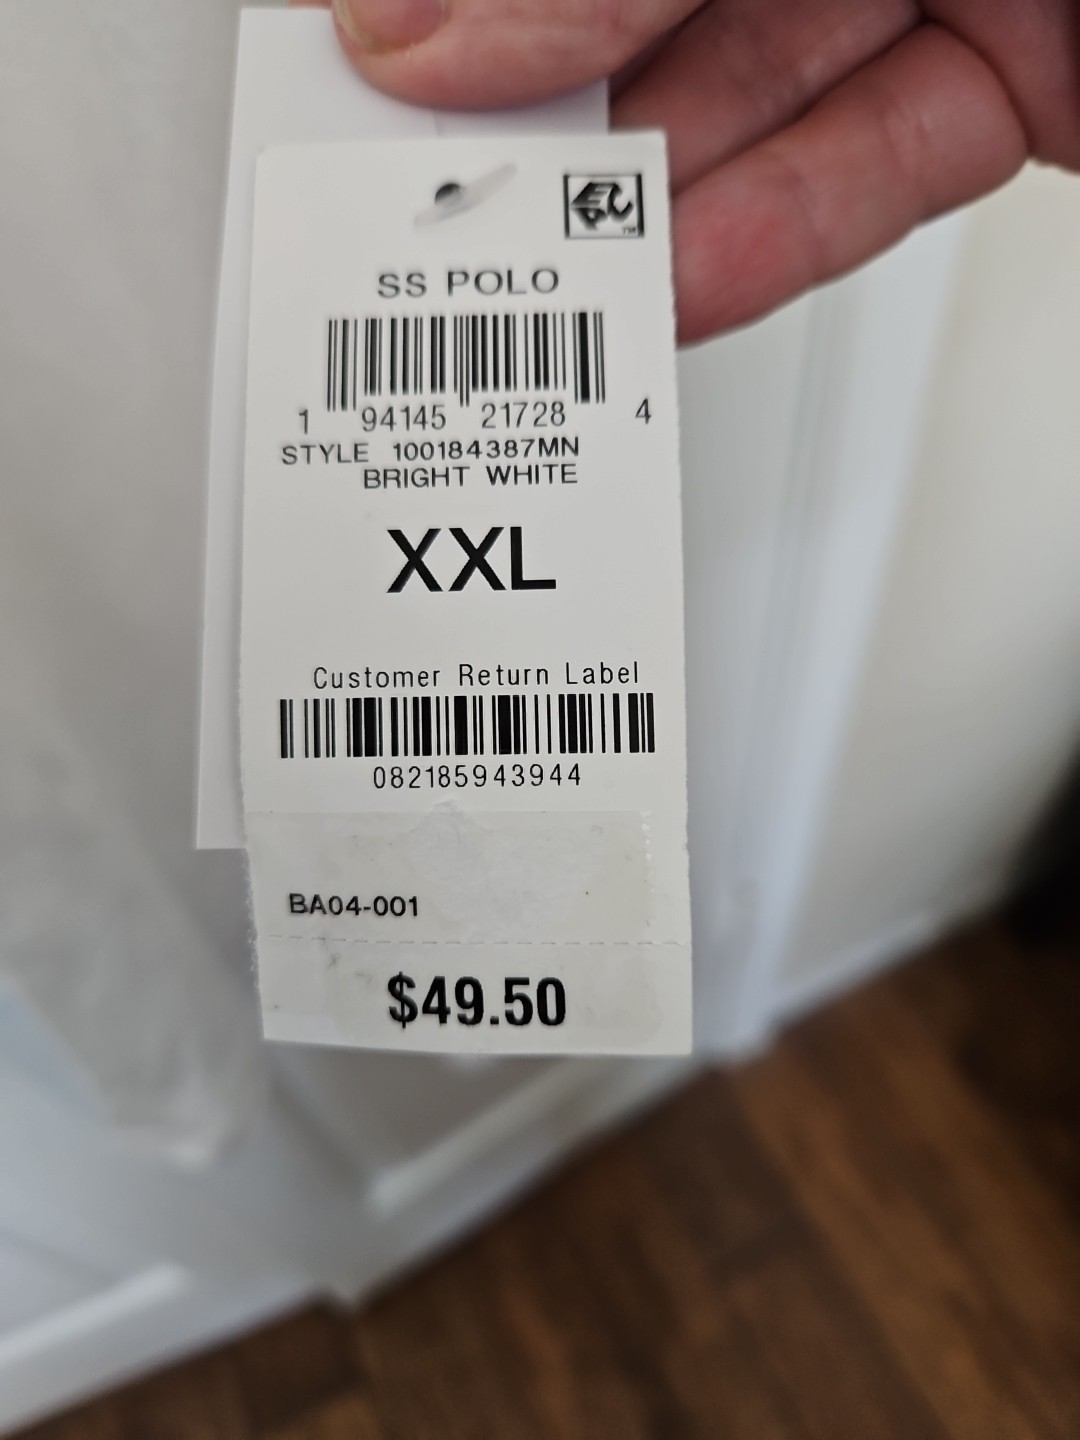 SS POLO
1 94145 21728 4
STYLE 100184387MN
BRIGHT WHITE
XXL
Customer Return Label
082185943944
BA04-001
$49.50